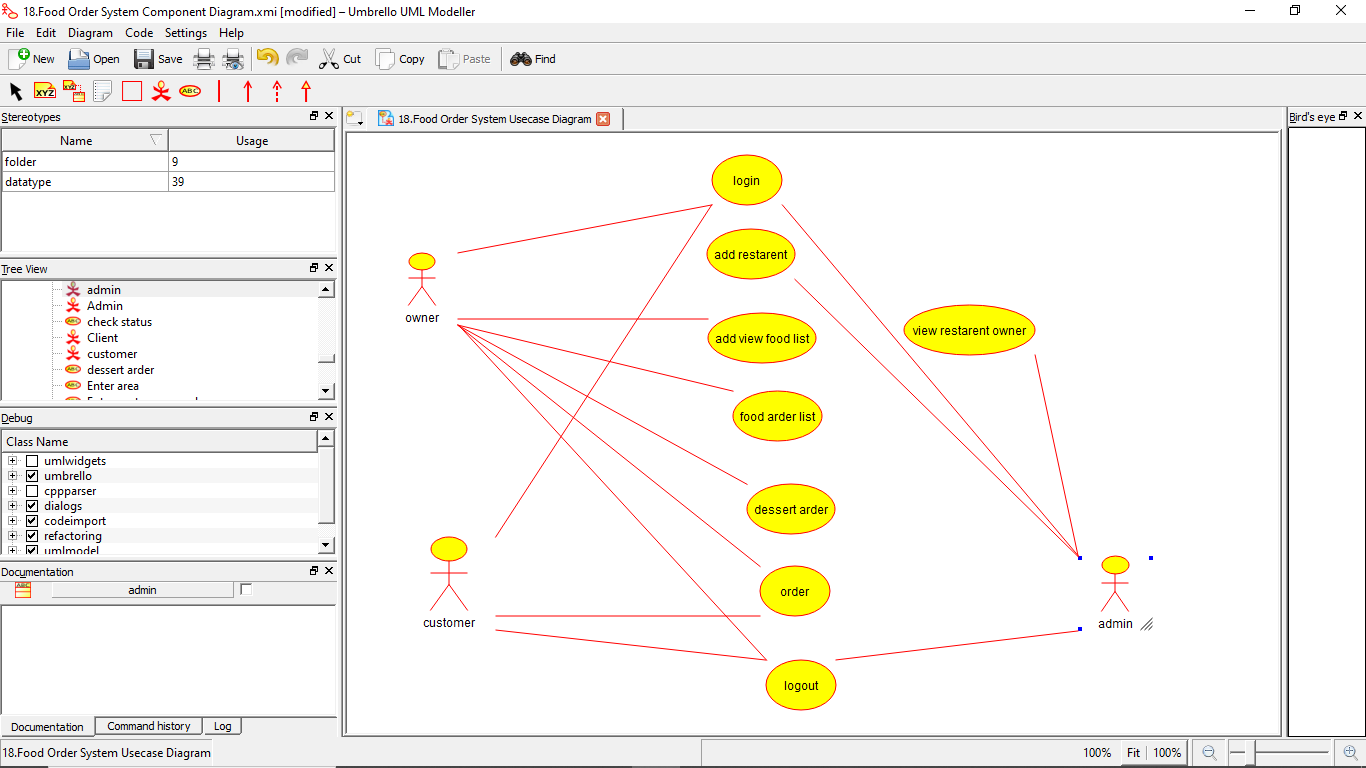 18.Food Order System Component Diagram.xmi [modified] – Umbrello UML Modeller
File Edit Diagram Code Settings Help
New Open Save Cut Copy Paste Find
XYZ XYZ ABC
Stereotypes
Name Usage
folder 9
datatype 39
Tree View
admin
Admin
check status
Client
customer
dessert arder
Enter area
Debug
Class Name
umlwidgets
umbrello
cppparser
dialogs
codeimport
refactoring
umlmodel
Documentation
admin
Documentation Command history Log
18.Food Order System Usecase Diagram
18.Food Order System Usecase Diagram
login
add restarent
owner
add view food list
view restarent owner
food arder list
dessert arder
order
customer
admin
logout
Bird's eye
100% Fit 100%